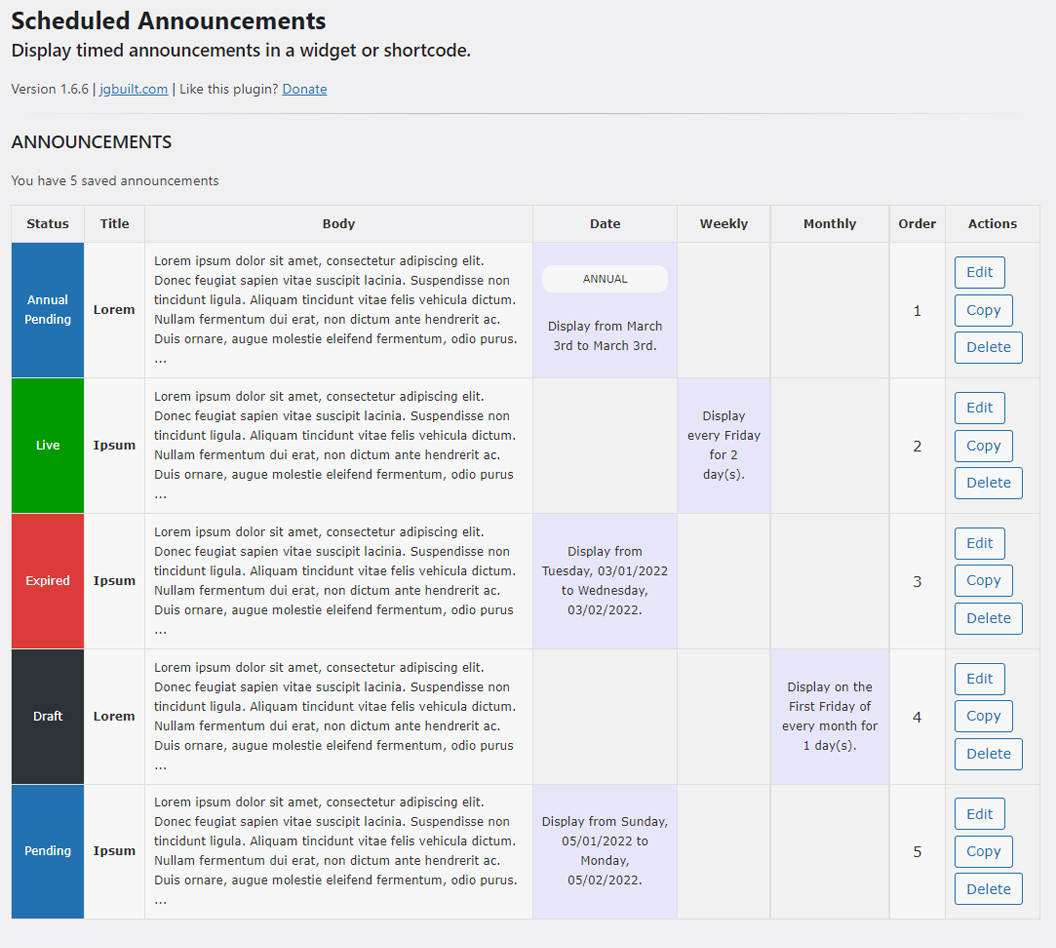 Scheduled Announcements
Display timed announcements in a widget or shortcode.
Version 1.6.6 | jgbuilt.com | Like this plugin? Donate
ANNOUNCEMENTS
You have 5 saved announcements
Status Title Body Date Weekly Monthly Order Actions
Annual
Pending
Lorem
Lorem ipsum dolor sit amet, consectetur adipiscing elit.
Donec feugiat sapien vitae suscipit lacinia. Suspendisse non
tincidunt ligula. Aliquam tincidunt vitae felis vehicula dictum.
Nullam fermentum dui erat, non dictum ante hendrerit ac.
Duis ornare, augue molestie eleifend fermentum, odio purus.
...
ANNUAL
Display from March
3rd to March 3rd.
1
Edit
Copy
Delete
Live
Ipsum
Lorem ipsum dolor sit amet, consectetur adipiscing elit.
Donec feugiat sapien vitae suscipit lacinia. Suspendisse non
tincidunt ligula. Aliquam tincidunt vitae felis vehicula dictum.
Nullam fermentum dui erat, non dictum ante hendrerit ac.
Duis ornare, augue molestie eleifend fermentum, odio purus
...
Display
every Friday
for 2
day(s).
2
Edit
Copy
Delete
Expired
Ipsum
Lorem ipsum dolor sit amet, consectetur adipiscing elit.
Donec feugiat sapien vitae suscipit lacinia. Suspendisse non
tincidunt ligula. Aliquam tincidunt vitae felis vehicula dictum.
Nullam fermentum dui erat, non dictum ante hendrerit ac.
Duis ornare, augue molestie eleifend fermentum, odio purus
...
Display from
Tuesday, 03/01/2022
to Wednesday,
03/02/2022.
3
Edit
Copy
Delete
Draft
Lorem
Lorem ipsum dolor sit amet, consectetur adipiscing elit.
Donec feugiat sapien vitae suscipit lacinia. Suspendisse non
tincidunt ligula. Aliquam tincidunt vitae felis vehicula dictum.
Nullam fermentum dui erat, non dictum ante hendrerit ac.
Duis ornare, augue molestie eleifend fermentum, odio purus
...
Display on the
First Friday of
every month for
1 day(s).
4
Edit
Copy
Delete
Pending
Ipsum
Lorem ipsum dolor sit amet, consectetur adipiscing elit.
Donec feugiat sapien vitae suscipit lacinia. Suspendisse non
tincidunt ligula. Aliquam tincidunt vitae felis vehicula dictum.
Nullam fermentum dui erat, non dictum ante hendrerit ac.
Duis ornare, augue molestie eleifend fermentum, odio purus.
...
Display from Sunday,
05/01/2022 to
Monday,
05/02/2022.
5
Edit
Copy
Delete